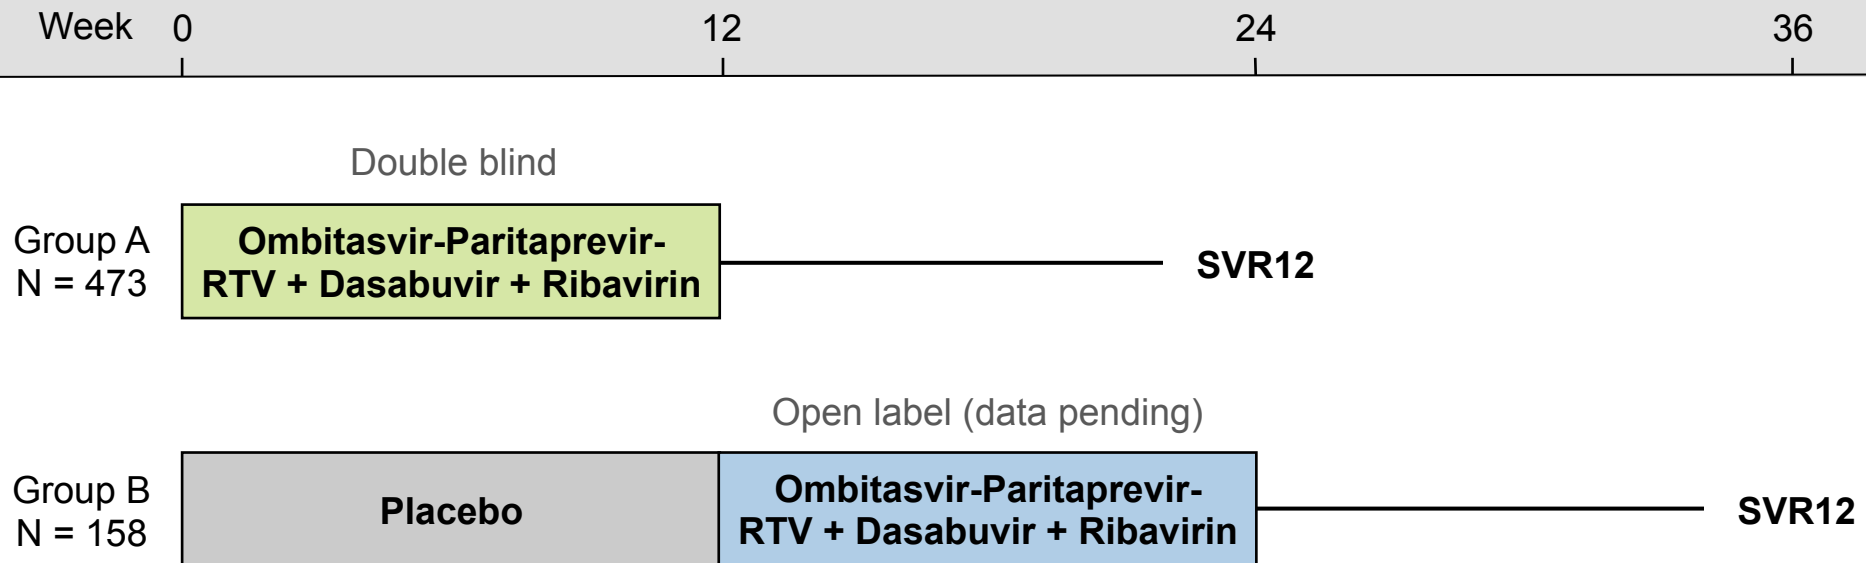 Week 0 12 24 36
Double blind
Group A
N = 473
Ombitasvir-Paritaprevir-
RTV + Dasabuvir + Ribavirin
SVR12
Open label (data pending)
Group B
N = 158
Placebo
Ombitasvir-Paritaprevir-
RTV + Dasabuvir + Ribavirin
SVR12